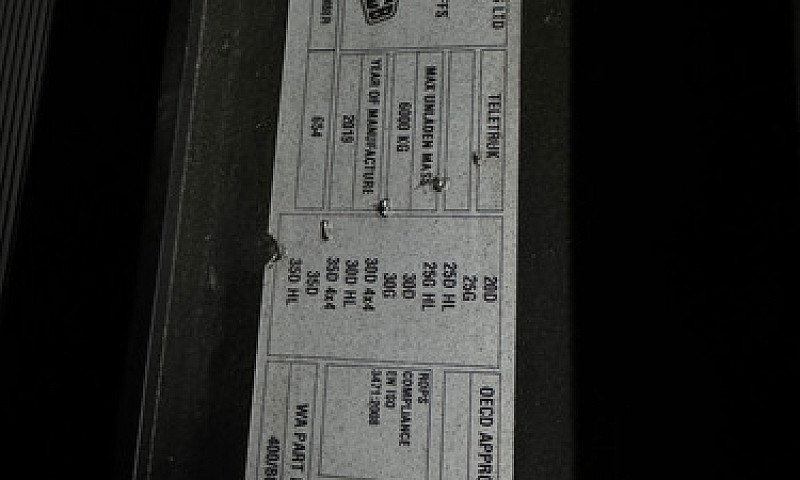 LTD
TELETRUK
MAX UNLADEN MASS
6000 KG
YEAR OF MANUFACTURE
2019
654
20D
25G
25D HL
25G HL
30D
30G
30D 4x4
30D HL
35D 4x4
35D
35D HL
OECD
ROPS
COMPLIANCE
EN ISO
3471:2008
WA PART